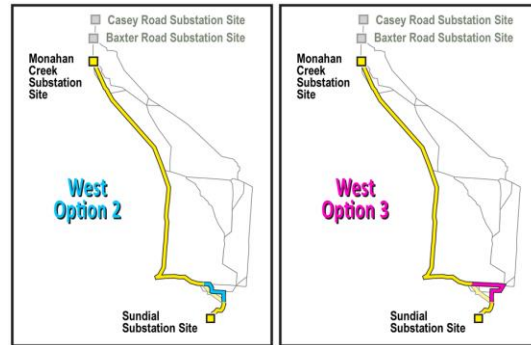 Casey Road Substation Site
Baxter Road Substation Site
Monahan
Creek
Substation
Site
West
Option 2
Sundial
Substation Site
Casey Road Substation Site
Baxter Road Substation Site
Monahan
Creek
Substation
Site
West
Option 3
Sundial
Substation Site